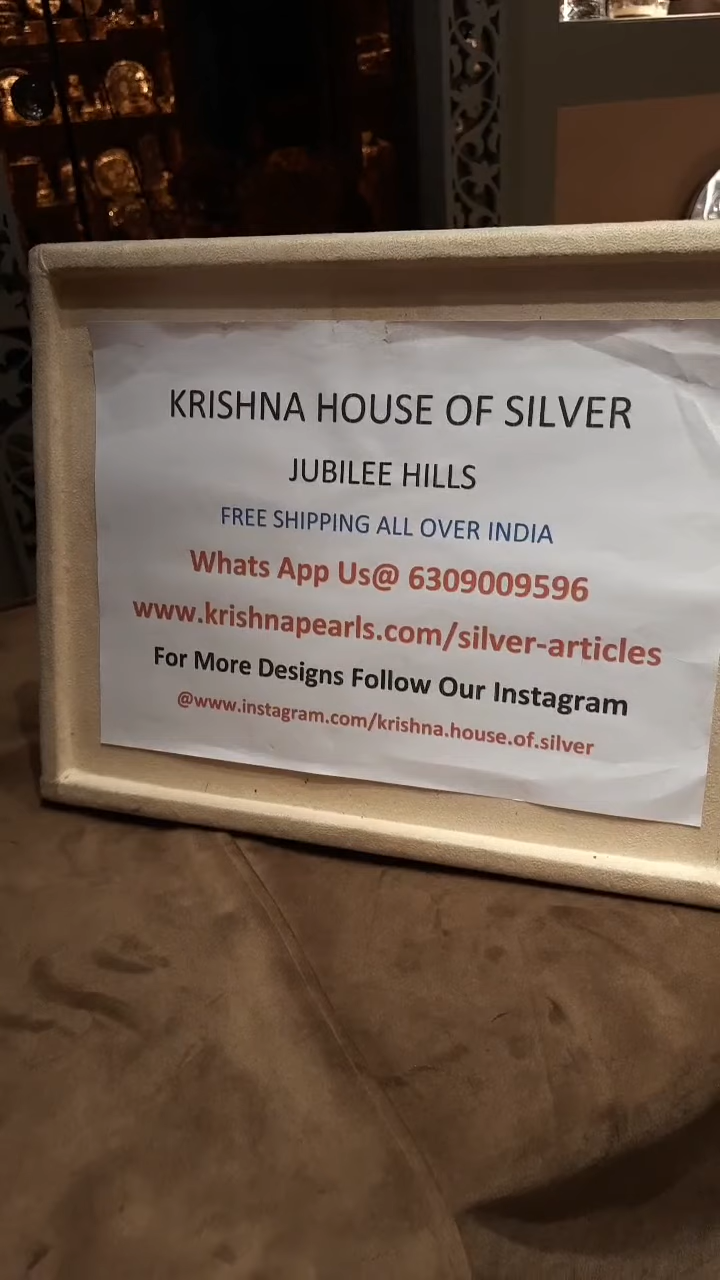 KRISHNA HOUSE OF SILVER
JUBILEE HILLS
FREE SHIPPING ALL OVER INDIA
Whats App Us@ 6309009596
www.krishnapearls.com/silver-articles
For More Designs Follow Our Instagram
@www.instagram.com/krishna.house.of.silver